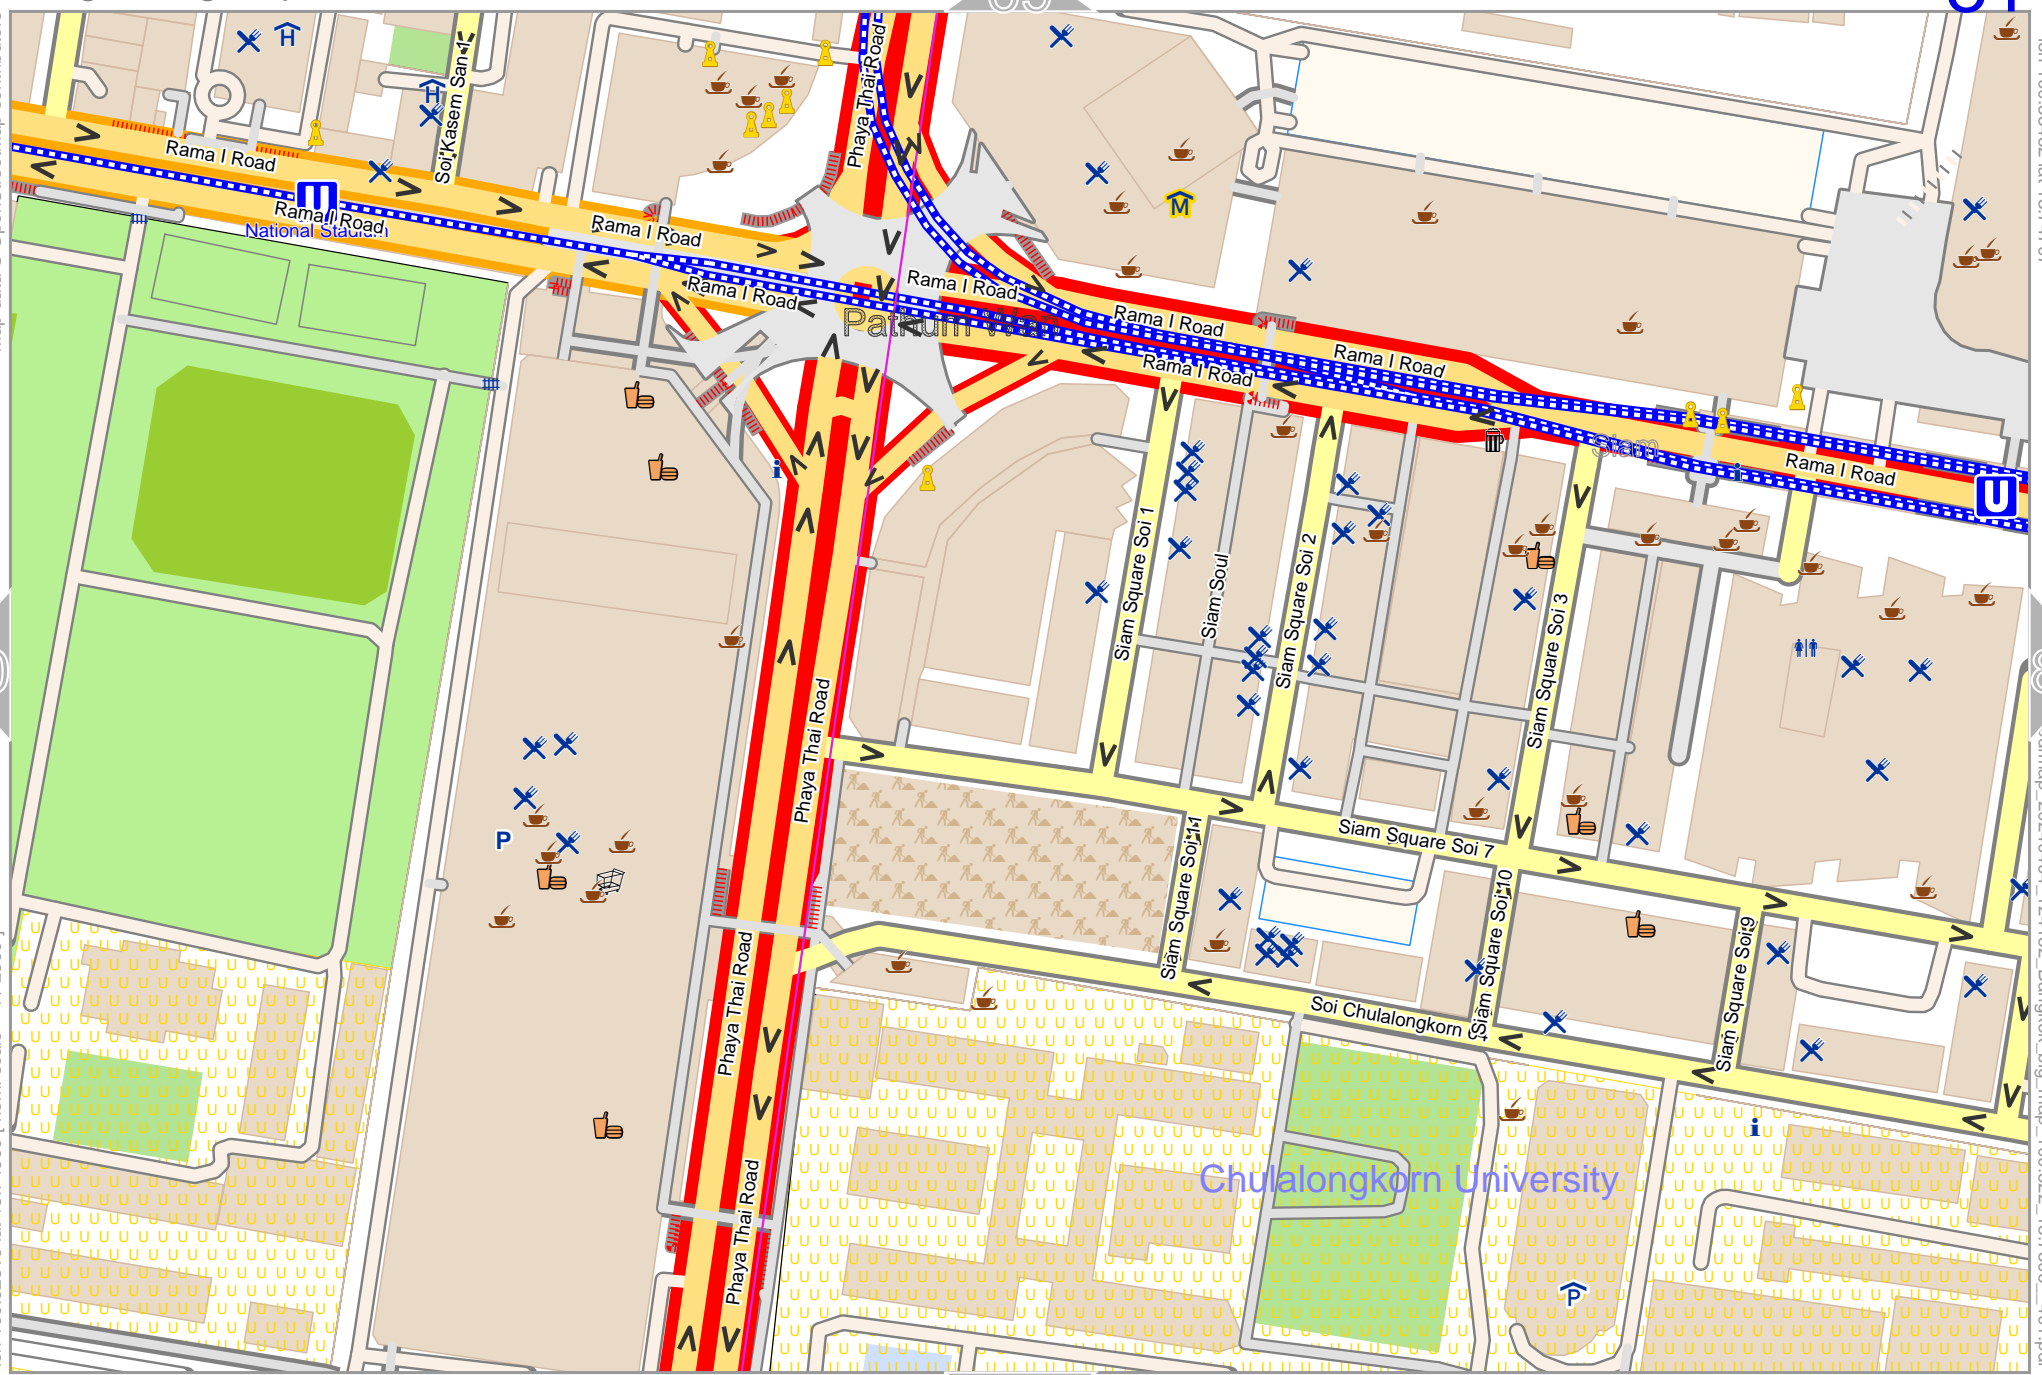 H
H
Soi Kasem San 1
Phaya Thai Road
Rama I Road
M
U
Rama I Road
National Stadium
Rama I Road
Rama I Road
Rama I Road
Pathum Wan
Rama I Road
Rama I Road
Rama I Road
Siam
Rama I Road
U
i
i
Siam Square Soi 1
Siam Soul
Siam Square Soi 2
Siam Square Soi 3
Phaya Thai Road
P
Siam Square Soi 7
Siam Square Soi 11
Siam Square Soi 10
Siam Square Soi 9
Phaya Thai Road
Soi Chulalongkorn 64
i
Chulalongkorn University
Phaya Thai Road
P